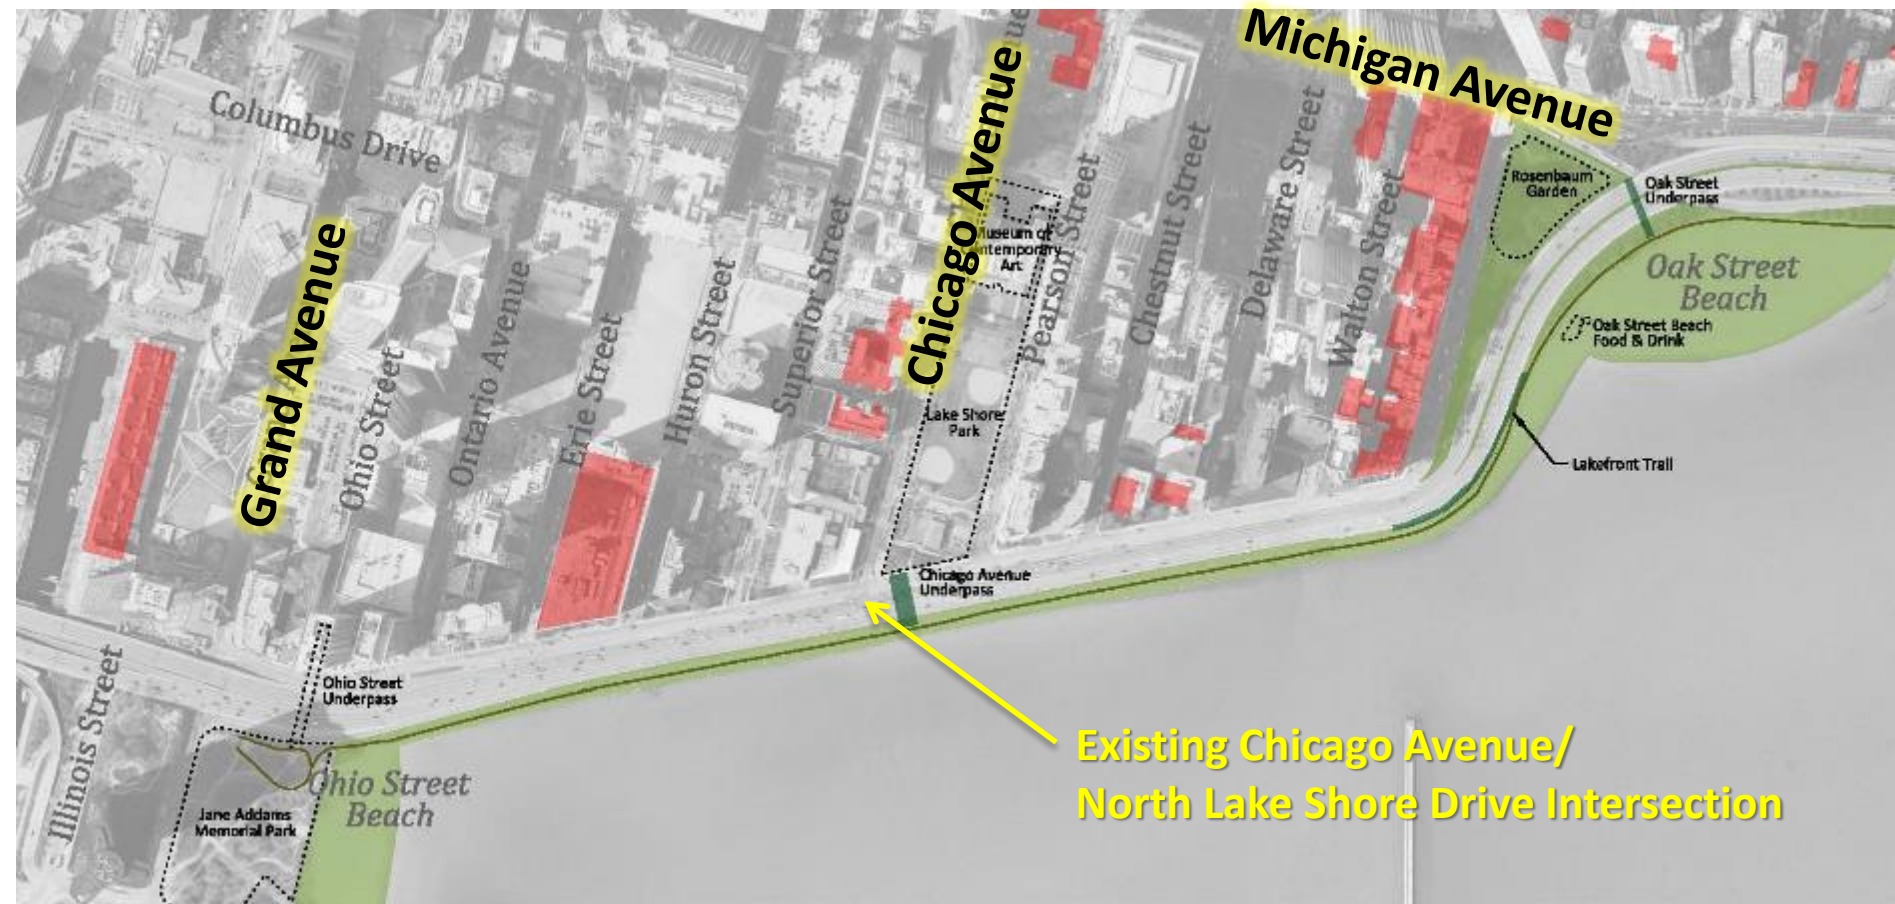 Michigan Avenue
Columbus Drive
Chicago Avenue
Grand Avenue
Ohio Street
Ontario Avenue
Erie Street
Huron Street
Superior Street
Museum of
Contemporary
Art
Pearson Street
Chestnut Street
Delaware Street
Walton Street
Rosenbaum
Garden
Oak Street
Underpass
Oak Street
Beach
Oak Street Beach
Food & Drink
Lake Shore
Park
Lakefront Trail
Chicago Avenue
Underpass
Illinois Street
Ohio Street
Underpass
Existing Chicago Avenue/
North Lake Shore Drive Intersection
Ohio Street
Beach
Jane Addams
Memorial Park